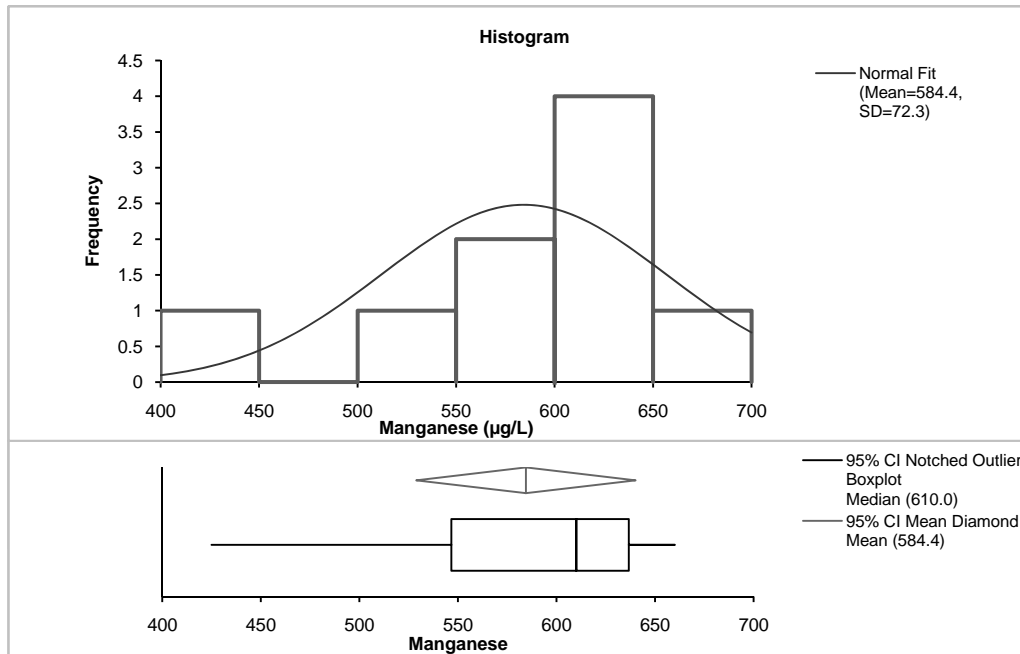 Histogram
4.5
4
3.5
3
2.5
2
1.5
1
0.5
0
Frequency
400 450 500 550 600 650 700
Manganese (µg/L)
Normal Fit
(Mean=584.4,
SD=72.3)
95% CI Notched Outlier
Boxplot
Median (610.0)
95% CI Mean Diamond
Mean (584.4)
400 450 500 550 600 650 700
Manganese